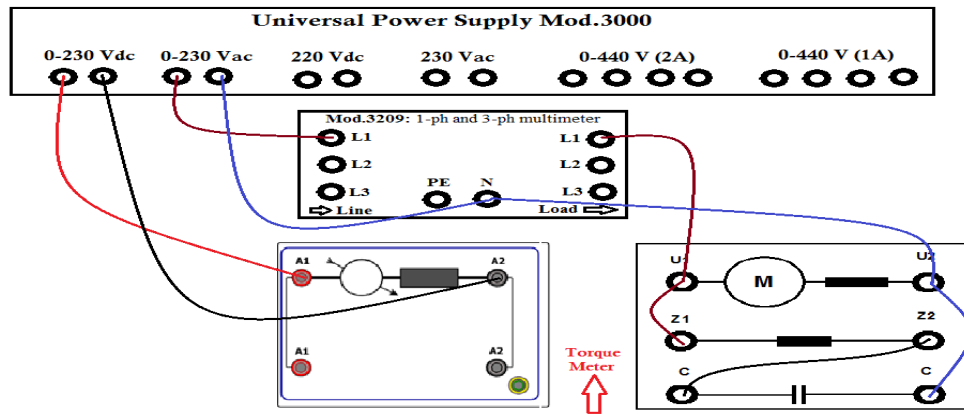 Universal Power Supply Mod.3000
0-230 Vdc 0-230 Vac 220 Vdc 230 Vac 0-440 V (2A) 0-440 V (1A)
Mod.3209: 1-ph and 3-ph multimeter
L1 L1
L2 L2
L3 PE N L3
Line Load
A1 A2
A1 A2
Torque
Meter
U1 U2
M
Z1 Z2
C C